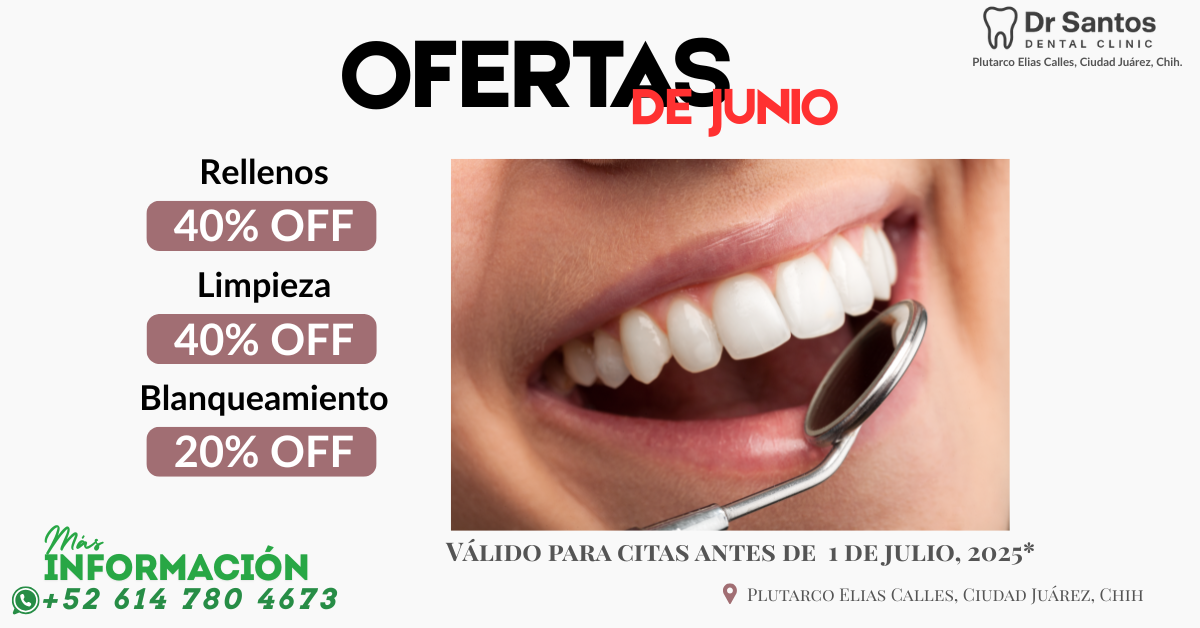 Dr Santos
DENTAL CLINIC
Plutarco Elias Calles, Ciudad Juárez, Chih.
OFERTAS
DE JUNIO
Rellenos
40% OFF
Limpieza
40% OFF
Blanqueamiento
20% OFF
Más
INFORMACIÓN
+52 614 780 4673
Válido para citas antes de 1 de julio, 2025*
Plutarco Elias Calles, Ciudad Juárez, Chih